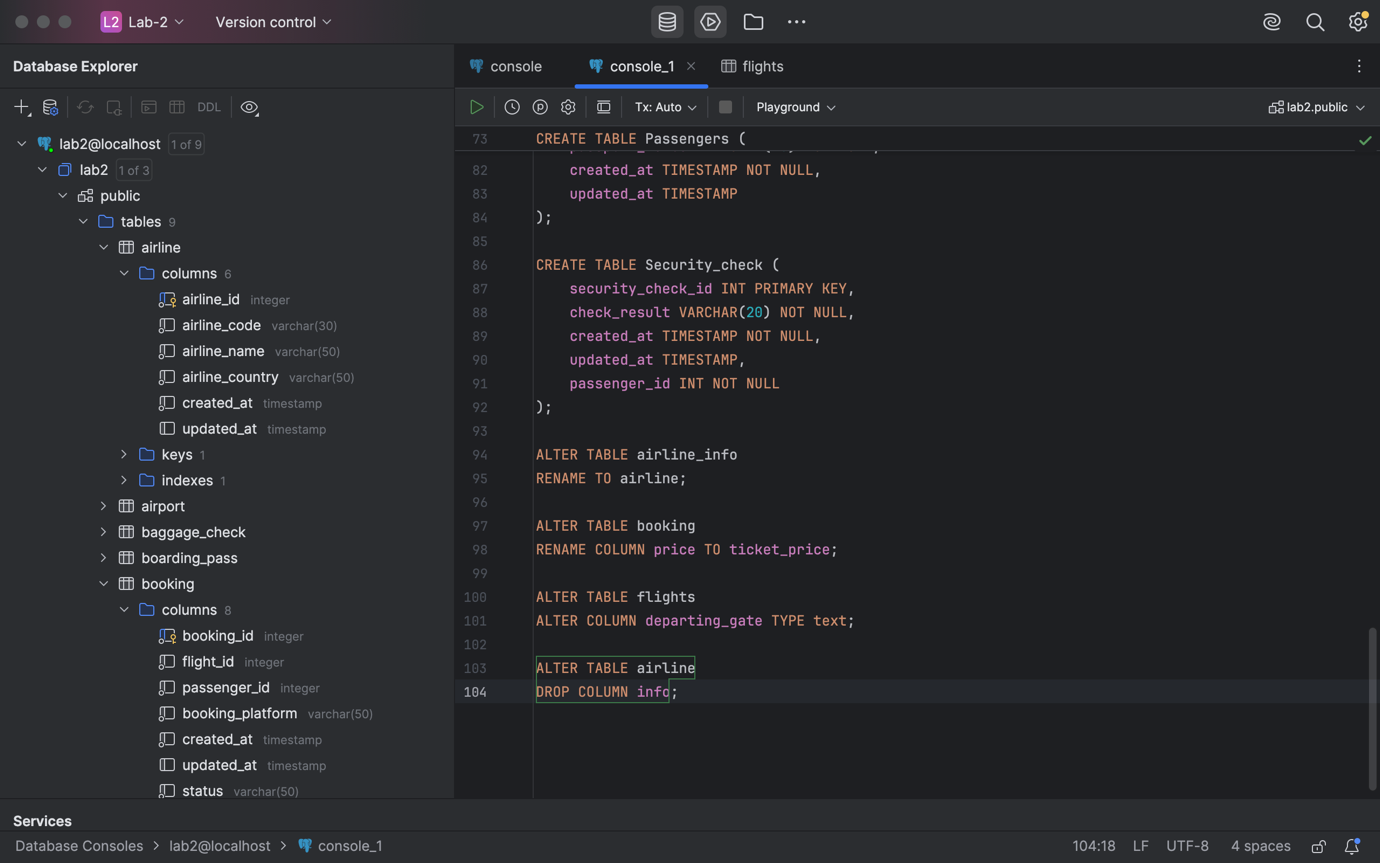 L2 Lab-2
Version control
Database Explorer
console
console_1
flights
DDL
Tx: Auto
Playground
lab2.public
lab2@localhost 1 of 9
lab2 1 of 3
public
tables 9
airline
columns 6
airline_id integer
airline_code varchar(30)
airline_name varchar(50)
airline_country varchar(50)
created_at timestamp
updated_at timestamp
keys 1
indexes 1
airport
baggage_check
boarding_pass
booking
columns 8
booking_id integer
flight_id integer
passenger_id integer
booking_platform varchar(50)
created_at timestamp
updated_at timestamp
status varchar(50)
73 CREATE TABLE Passengers (
82 created_at TIMESTAMP NOT NULL,
83 updated_at TIMESTAMP
84 );
85
86 CREATE TABLE Security_check (
87 security_check_id INT PRIMARY KEY,
88 check_result VARCHAR(20) NOT NULL,
89 created_at TIMESTAMP NOT NULL,
90 updated_at TIMESTAMP,
91 passenger_id INT NOT NULL
92 );
93
94 ALTER TABLE airline_info
95 RENAME TO airline;
96
97 ALTER TABLE booking
98 RENAME COLUMN price TO ticket_price;
99
100 ALTER TABLE flights
101 ALTER COLUMN departing_gate TYPE text;
102
103 ALTER TABLE airline
104 DROP COLUMN info;
Services
Database Consoles > lab2@localhost > console_1
104:18 LF UTF-8 4 spaces